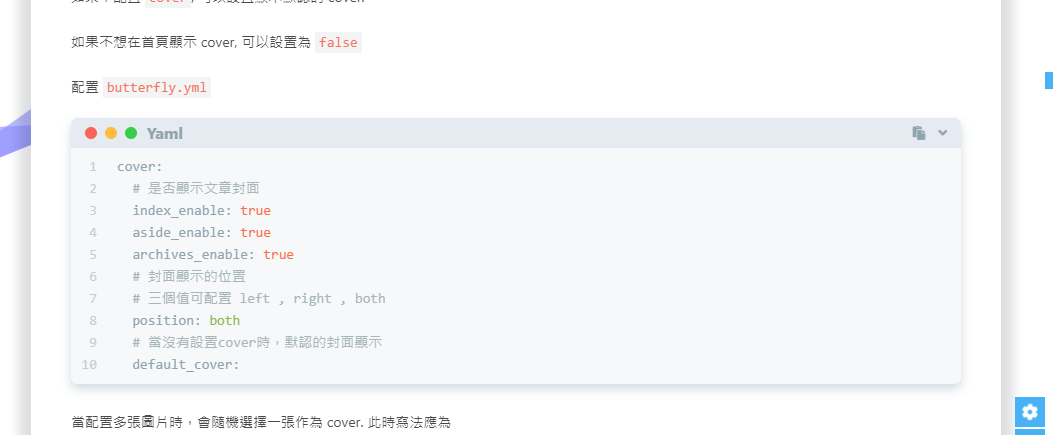 如果不想在首頁顯示 cover, 可以設置為 false
配置 butterfly.yml
Yaml
1 cover:
2 # 是否顯示文章封面
3 index_enable: true
4 aside_enable: true
5 archives_enable: true
6 # 封面顯示的位置
7 # 三個值可配置 left , right , both
8 position: both
9 # 當沒有設置cover時，默認的封面顯示
10 default_cover:
當配置多張圖片時，會隨機選擇一張作為 cover. 此時寫法應為